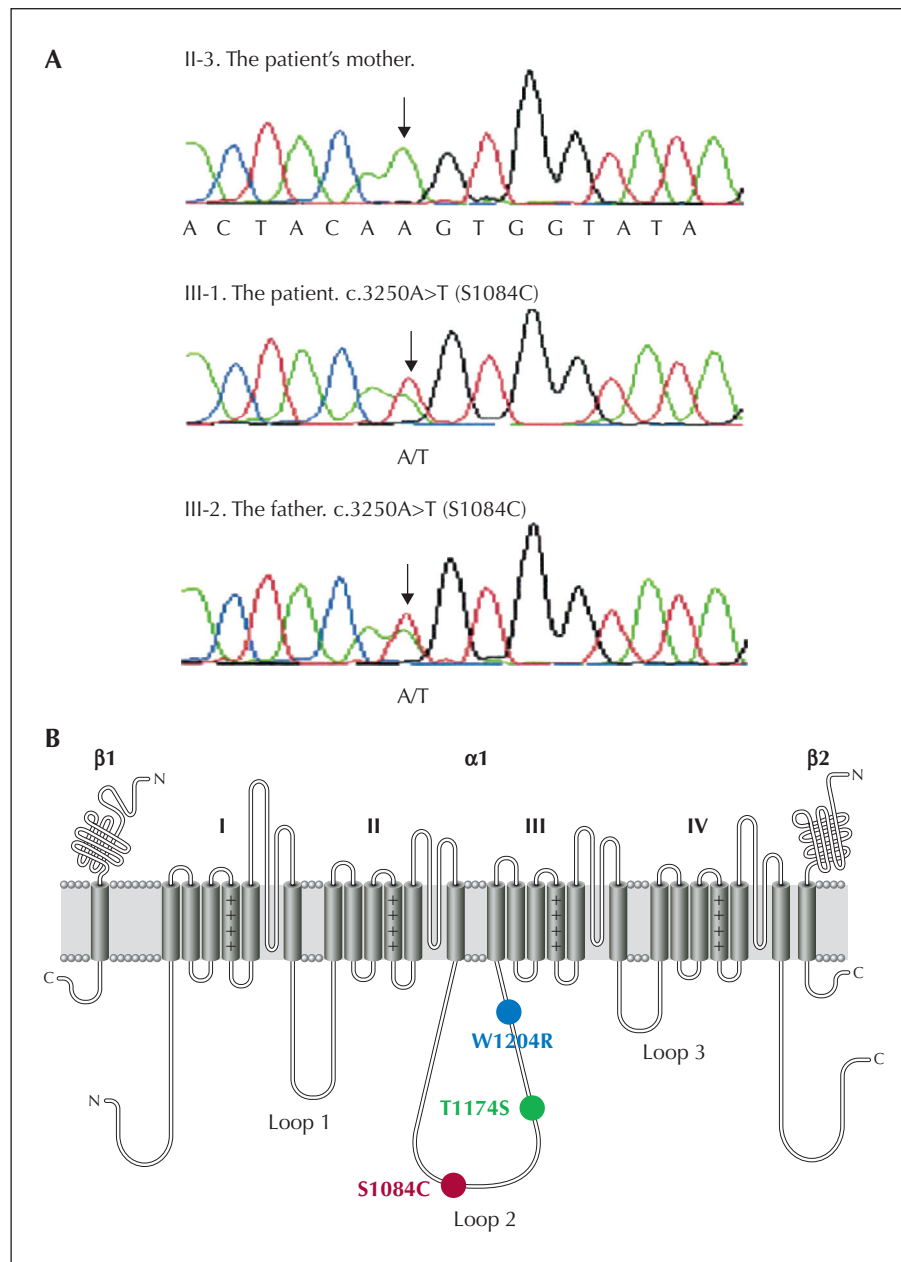 A
II-3. The patient's mother.
A C T A C A A G T G G T A T A
III-1. The patient. c.3250A>T (S1084C)
A/T
III-2. The father. c.3250A>T (S1084C)
A/T
B
β1 α1 β2
N N
I II III IV
+ + + +
+ + + +
+ + + +
+ + + +
C C
W1204R
Loop 3
C
N
T1174S
Loop 1
S1084C
Loop 2